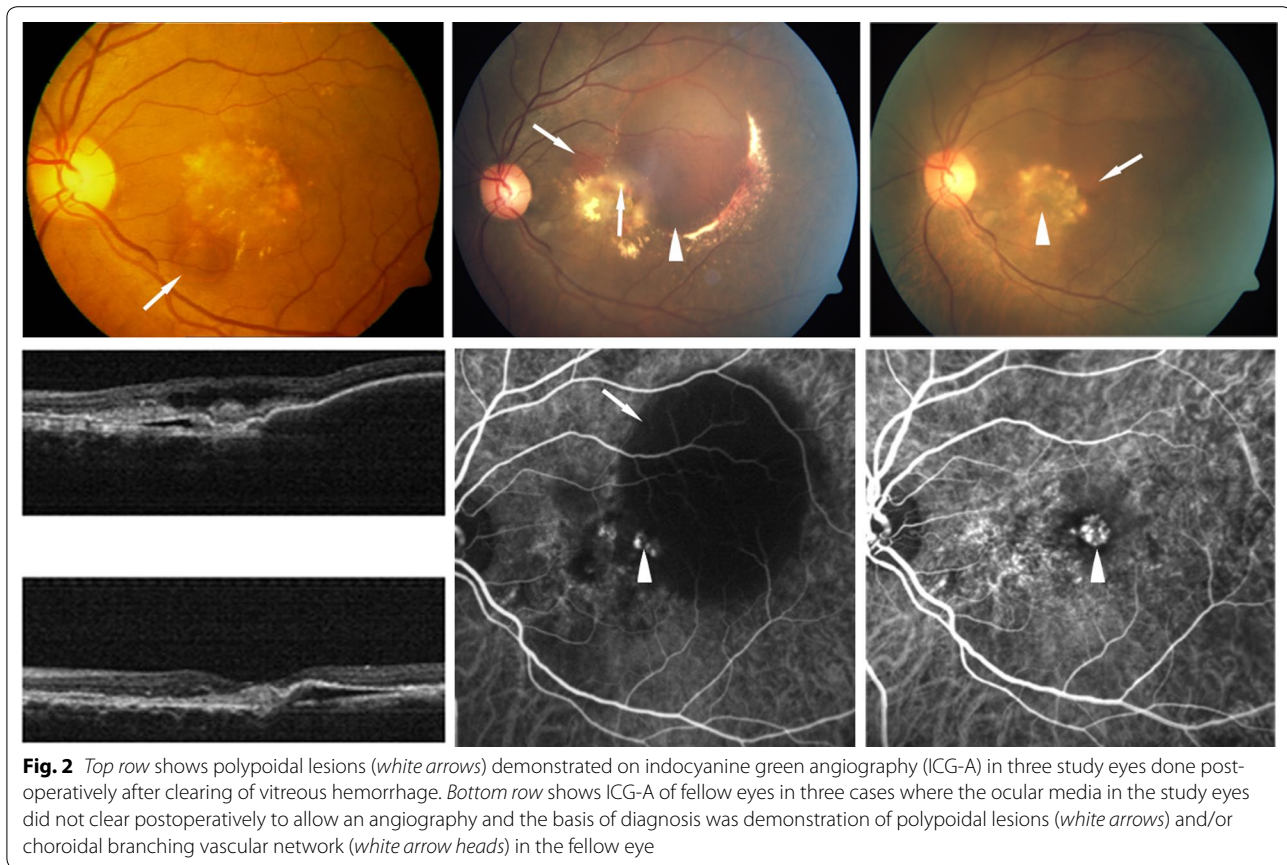 Fig. 2 Top row shows polypoidal lesions (white arrows) demonstrated on indocyanine green angiography (ICG-A) in three study eyes done post-
operatively after clearing of vitreous hemorrhage. Bottom row shows ICG-A of fellow eyes in three cases where the ocular media in the study eyes
did not clear postoperatively to allow an angiography and the basis of diagnosis was demonstration of polypoidal lesions (white arrows) and/or
choroidal branching vascular network (white arrow heads) in the fellow eye